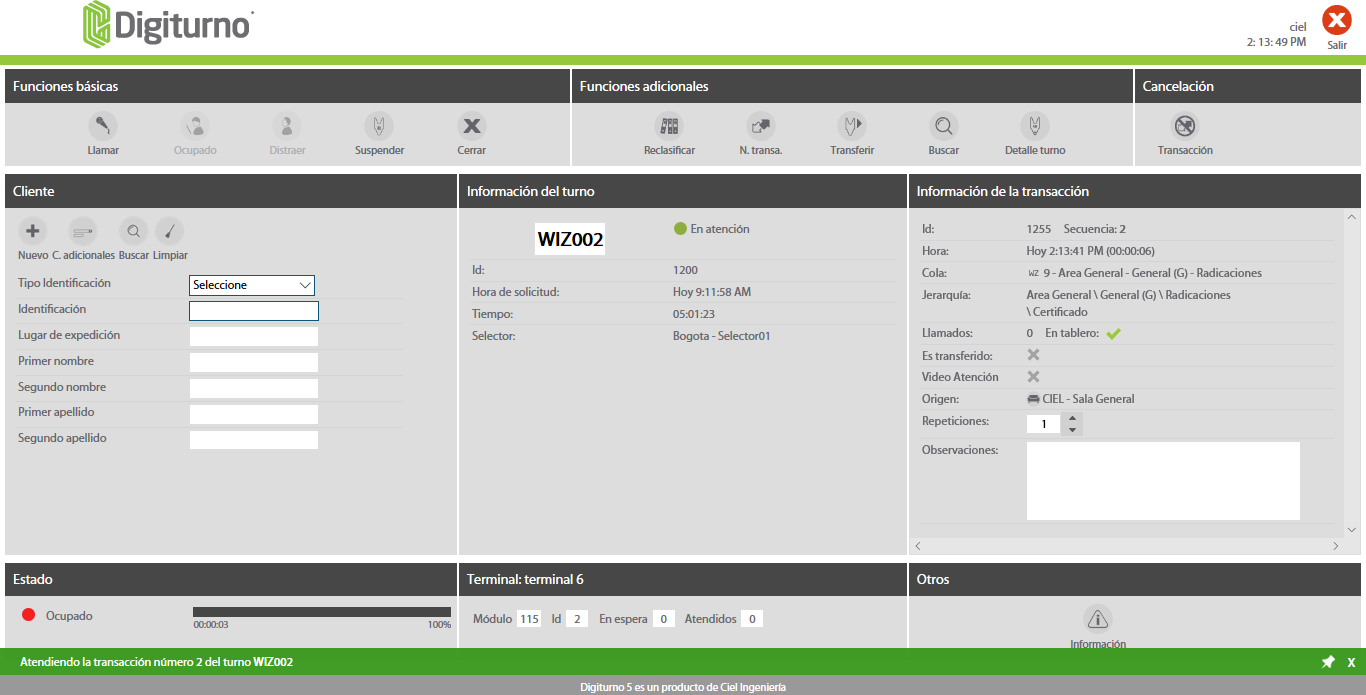 Digiturno
ciel
2: 13: 49 PM
Salir
Funciones básicas
Llamar
Ocupado
Distraer
Suspender
Cerrar
Funciones adicionales
Reclasificar
N. transa.
Transferir
Buscar
Detalle turno
Cancelación
Transacción
Cliente
Nuevo C. adicionales Buscar Limpiar
Tipo Identificación Seleccione
Identificación
Lugar de expedición
Primer nombre
Segundo nombre
Primer apellido
Segundo apellido
Información del turno
WIZ002 En atención
Id: 1200
Hora de solicitud: Hoy 9:11:58 AM
Tiempo: 05:01:23
Selector: Bogota - Selector01
Información de la transacción
Id: 1255 Secuencia: 2
Hora: Hoy 2:13:41 PM (00:00:06)
Cola: WZ 9 - Area General - General (G) - Radicaciones
Jerarquía: Area General \ General (G) \ Radicaciones
\ Certificado
Llamados: 0 En tablero:
Es transferido:
Video Atención
Origen: CIEL - Sala General
Repeticiones: 1
Observaciones:
Estado
Ocupado
00:00:03 100%
Terminal: terminal 6
Módulo 115 Id 2 En espera 0 Atendidos 0
Otros
Información
Atendiendo la transacción número 2 del turno WIZ002 X
Digiturno 5 es un producto de Ciel Ingeniería